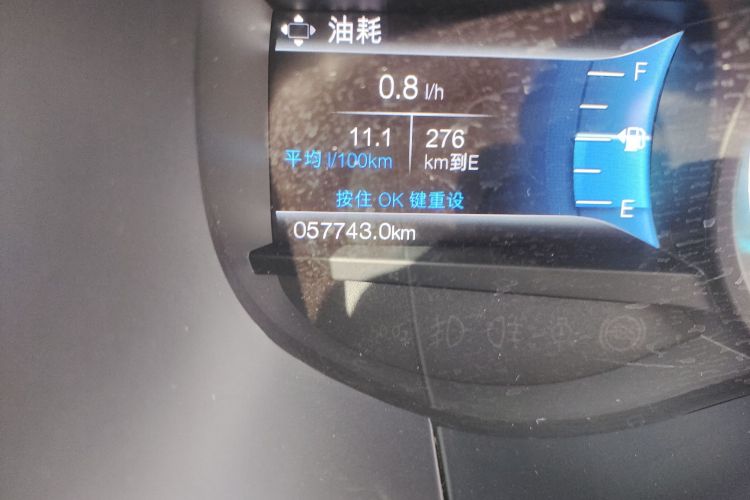 油耗
F
0.8 l/h
11.1 276
平均 l/100km km到E
按住 OK 键重设
E
057743.0km